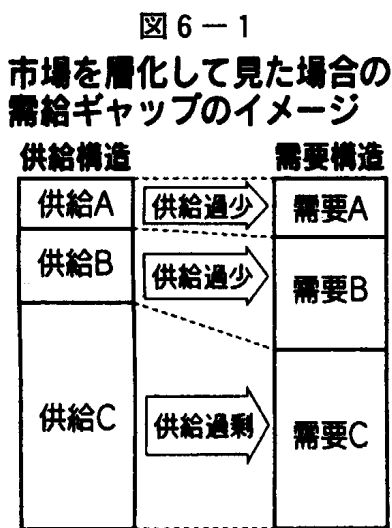 図6－1
市場を層化して見た場合の
需給ギャップのイメージ
供給構造
需要構造
供給A
供給過少
需要A
供給B
供給過少
需要B
供給C
供給過剰
需要C